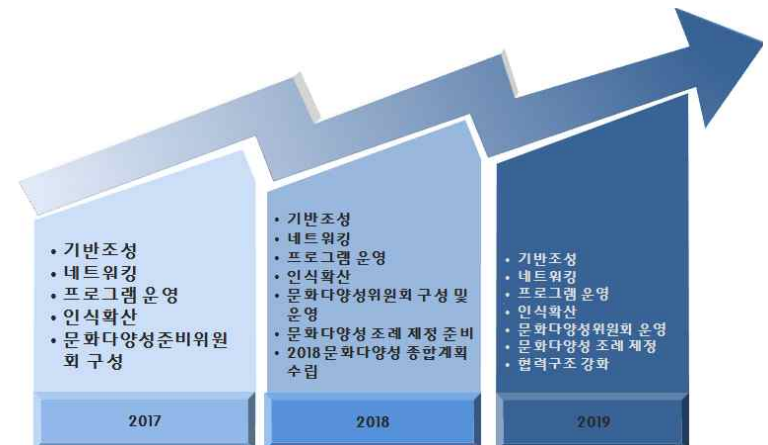 • 기반조성
• 네트워킹
• 프로그램 운영
• 인식확산
• 문화다양성준비위원
회 구성
2017
• 기반조성
• 네트워킹
• 프로그램 운영
• 인식확산
• 문화다양성위원회 구성 및
운영
• 문화다양성 조례 제정 준비
• 2018 문화다양성 종합계획
수립
2018
• 기반조성
• 네트워킹
• 프로그램 운영
• 인식확산
• 문화다양성위원회 운영
• 문화다양성 조례 제정
• 협력구조 강화
2019